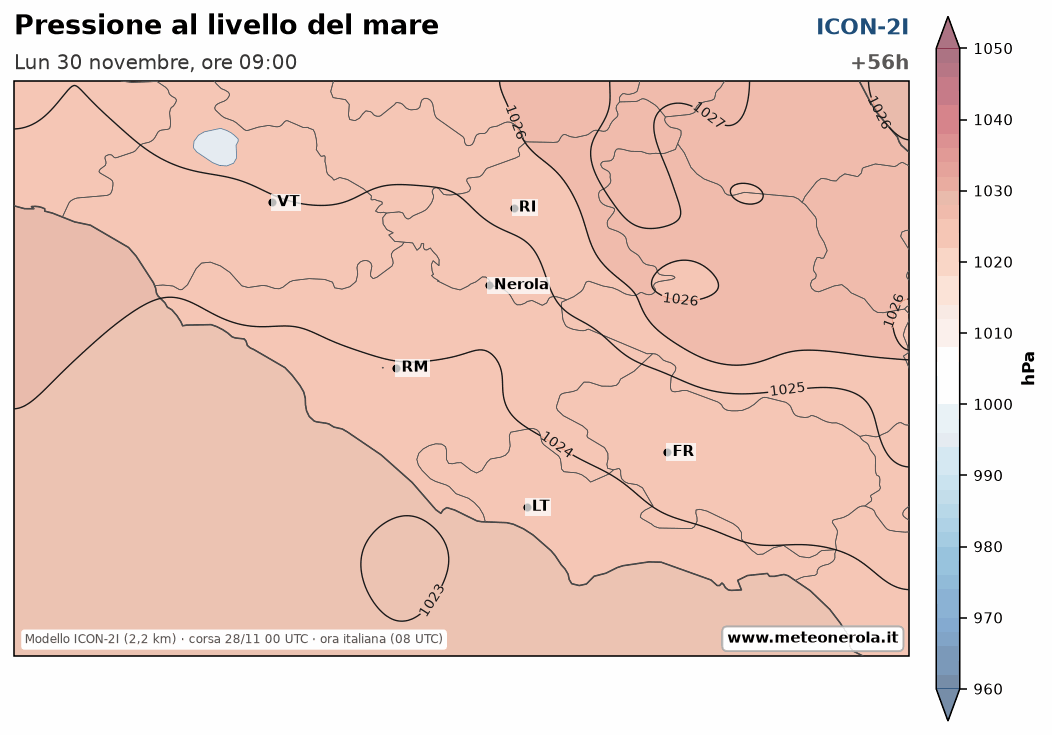 Pressione al livello del mare
ICON-2I
Lun 30 novembre, ore 09:00
+56h
1050
1040
1030
1020
1010
1000
990
980
970
960
hPa
1026
1027
1026
VT
RI
Nerola
1026
1026
RM
1025
1024
FR
LT
1023
Modello ICON-2I (2,2 km) · corsa 28/11 00 UTC · ora italiana (08 UTC)
www.meteonerola.it